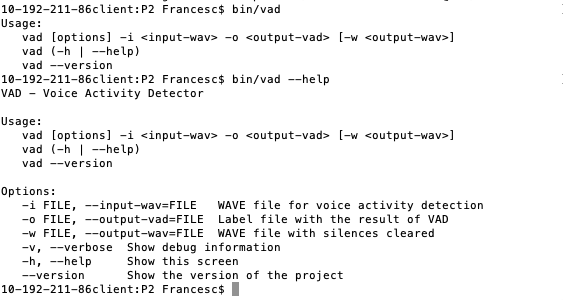 10-192-211-86client:P2 Francesc$ bin/vad
Usage:
   vad [options] -i <input-wav> -o <output-vad> [-w <output-wav>]
   vad (-h | --help)
   vad --version
10-192-211-86client:P2 Francesc$ bin/vad --help
VAD - Voice Activity Detector

Usage:
   vad [options] -i <input-wav> -o <output-vad> [-w <output-wav>]
   vad (-h | --help)
   vad --version

Options:
   -i FILE, --input-wav=FILE   WAVE file for voice activity detection
   -o FILE, --output-vad=FILE  Label file with the result of VAD
   -w FILE, --output-wav=FILE  WAVE file with silences cleared
   -v, --verbose  Show debug information
   -h, --help     Show this screen
   --version      Show the version of the project
10-192-211-86client:P2 Francesc$